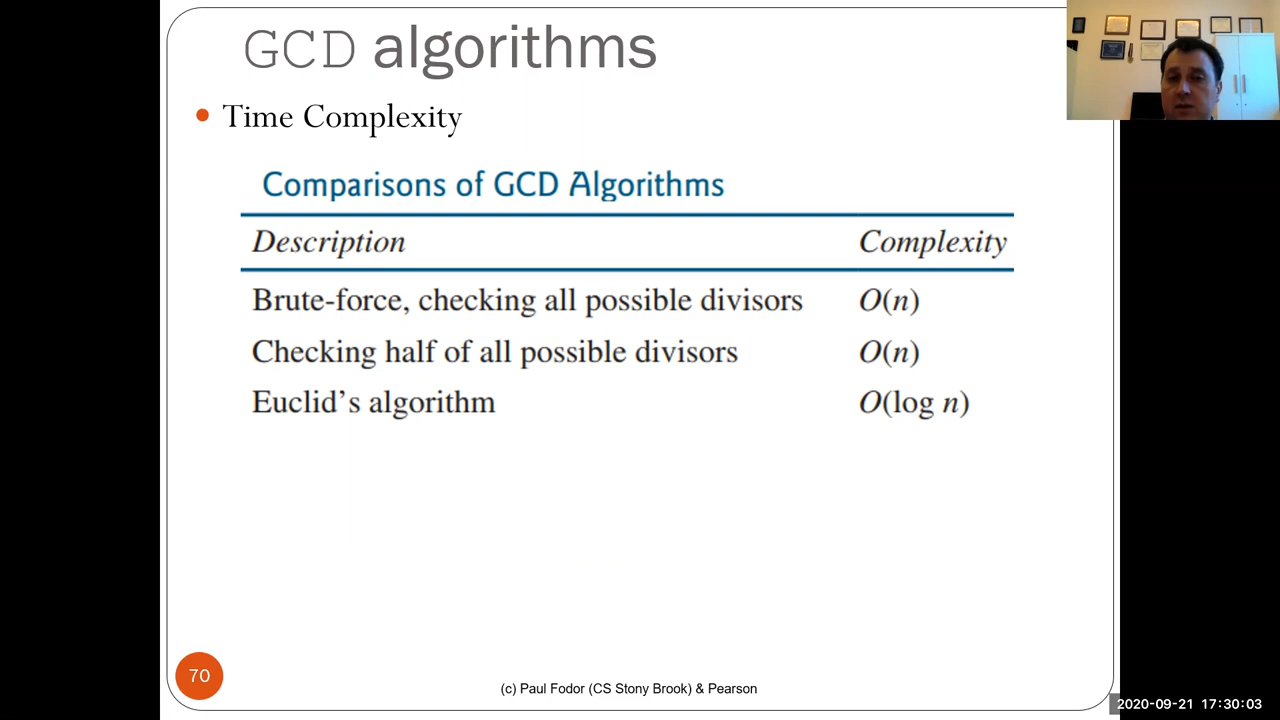 GCD algorithms
Time Complexity
Comparisons of GCD Algorithms
Description Complexity
Brute-force, checking all possible divisors O(n)
Checking half of all possible divisors O(n)
Euclid's algorithm O(log n)
70
(c) Paul Fodor (CS Stony Brook) & Pearson
2020-09-21 17:30:03